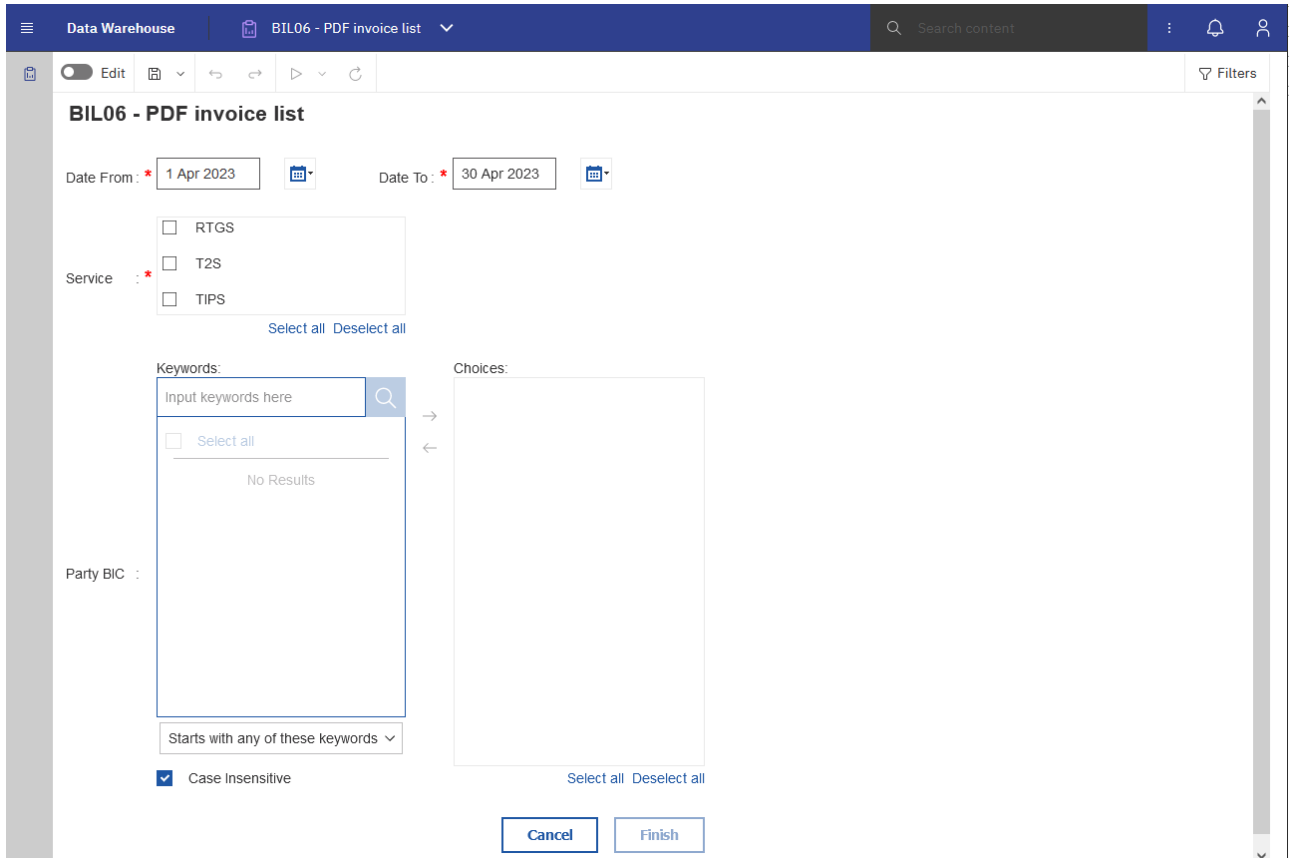 Data Warehouse BIL06 - PDF invoice list Search content
Edit Filters
BIL06 - PDF invoice list
Date From : * 1 Apr 2023 Date To : * 30 Apr 2023
RTGS
T2S
Service : *
TIPS
Select all Deselect all
Keywords: Choices:
Input keywords here
Select all
No Results
Party BIC :
Starts with any of these keywords
Case Insensitive Select all Deselect all
Cancel Finish